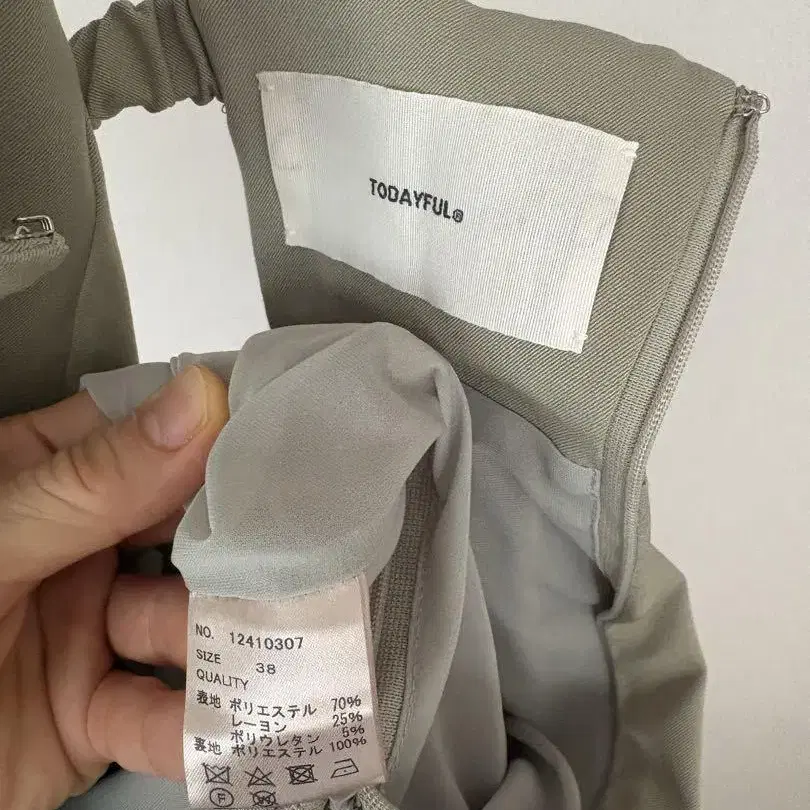 TODAYFUL®
NO. 12410307
SIZE 38
QUALITY
表地 ポリエステル 70%
レーヨン 25%
ポリウレタン 5%
裏地 ポリエステル 100%